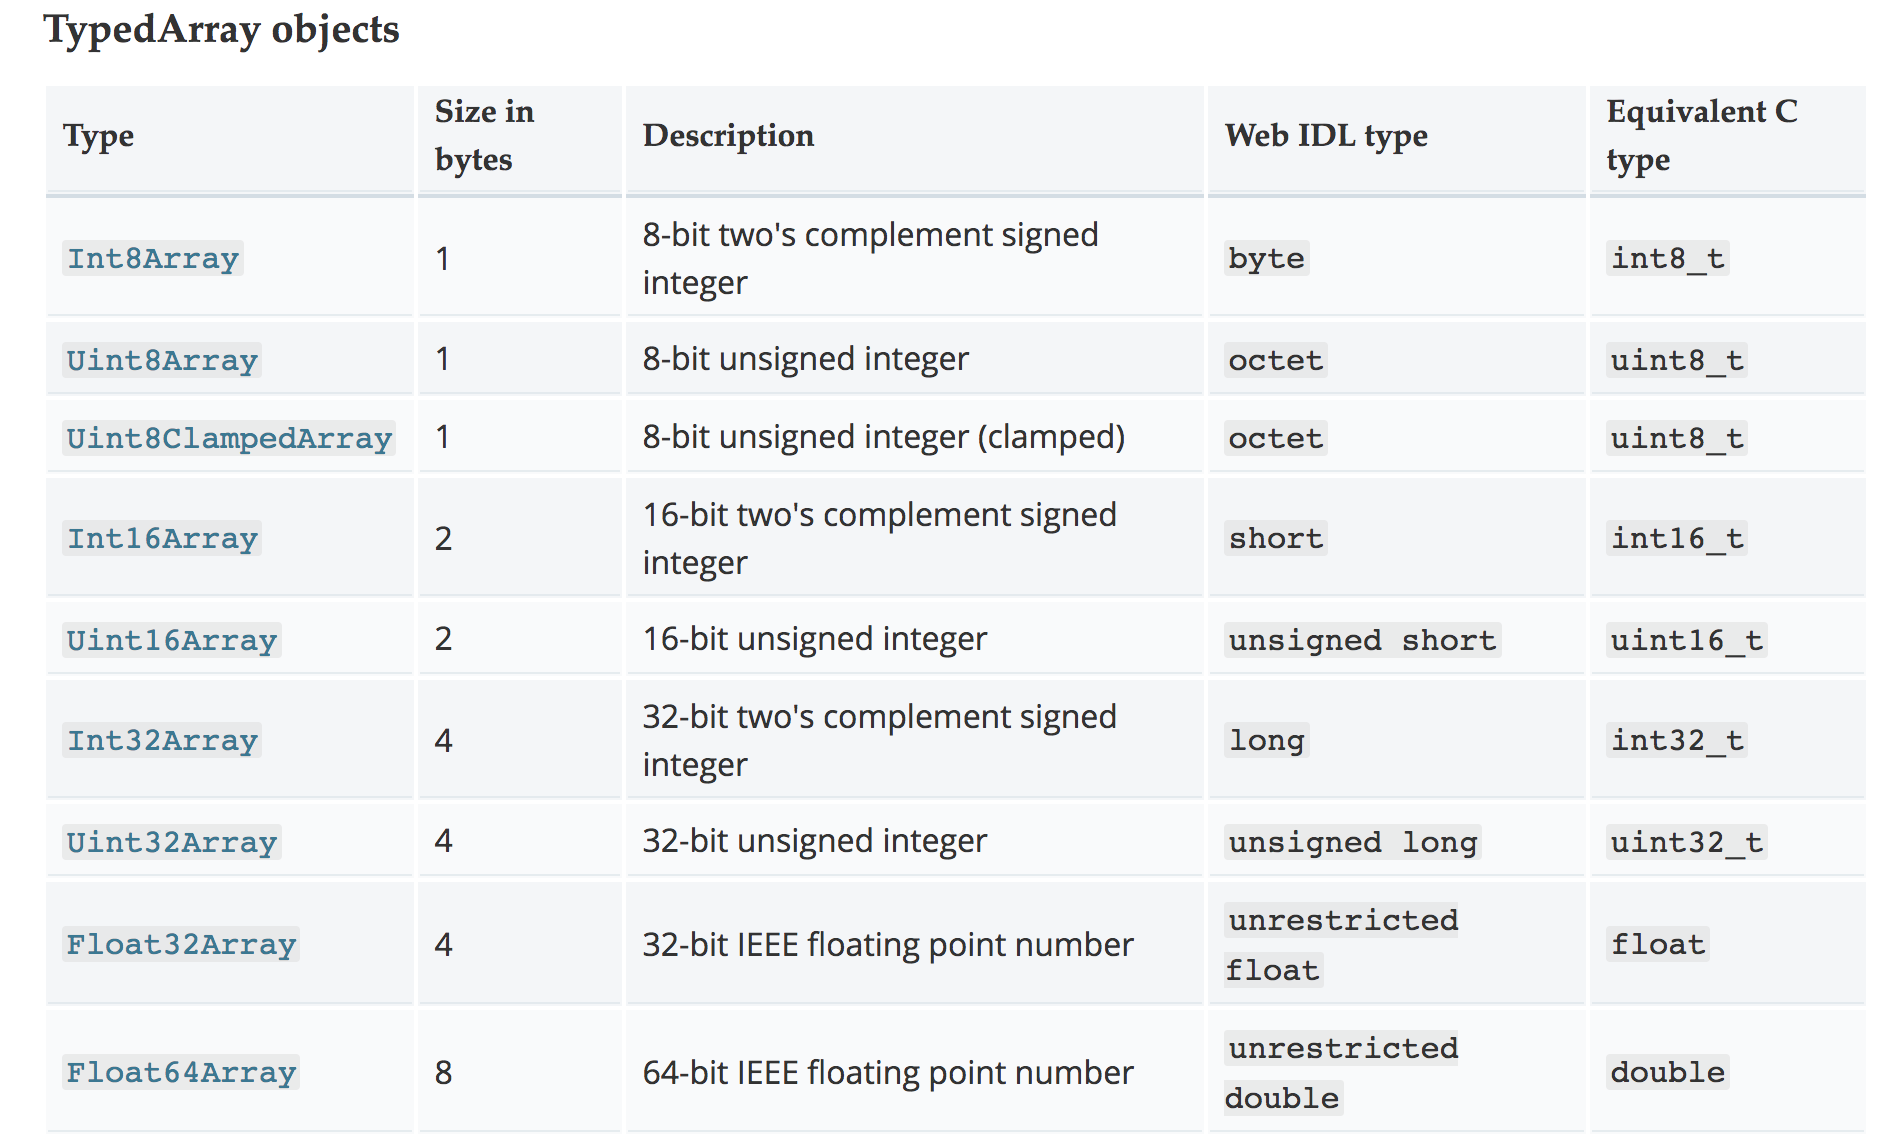 TypedArray objects
Type
Size in
bytes
Description
Web IDL type
Equivalent C
type
Int8Array
1
8-bit two's complement signed
integer
byte
int8_t
Uint8Array
1
8-bit unsigned integer
octet
uint8_t
Uint8ClampedArray
1
8-bit unsigned integer (clamped)
octet
uint8_t
Int16Array
2
16-bit two's complement signed
integer
short
int16_t
Uint16Array
2
16-bit unsigned integer
unsigned short
uint16_t
Int32Array
4
32-bit two's complement signed
integer
long
int32_t
Uint32Array
4
32-bit unsigned integer
unsigned long
uint32_t
Float32Array
4
32-bit IEEE floating point number
unrestricted
float
float
Float64Array
8
64-bit IEEE floating point number
unrestricted
double
double